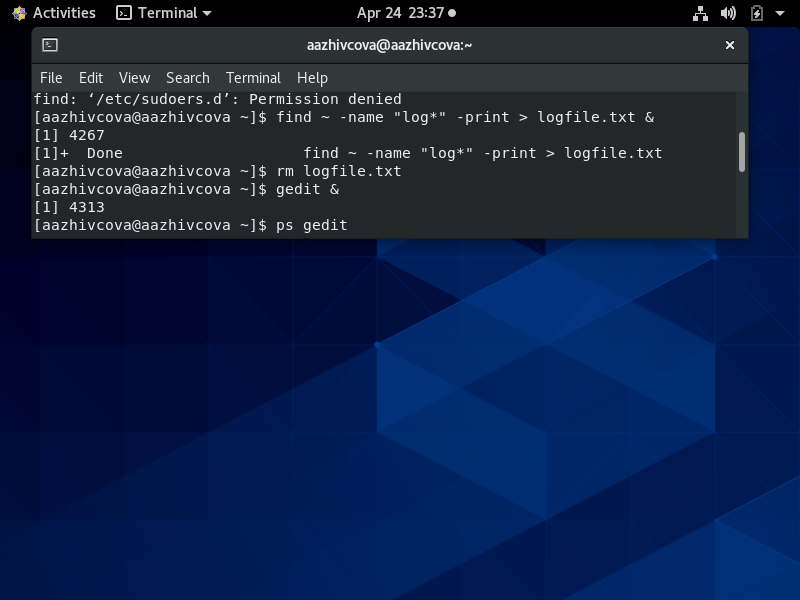 Activities Terminal Apr 24 23:37
aazhivcova@aazhivcova:~
File Edit View Search Terminal Help
find: ‘/etc/sudoers.d’: Permission denied
[aazhivcova@aazhivcova ~]$ find ~ -name "log*" -print > logfile.txt &
[1] 4267
[1]+  Done                    find ~ -name "log*" -print > logfile.txt
[aazhivcova@aazhivcova ~]$ rm logfile.txt
[aazhivcova@aazhivcova ~]$ gedit &
[1] 4313
[aazhivcova@aazhivcova ~]$ ps gedit